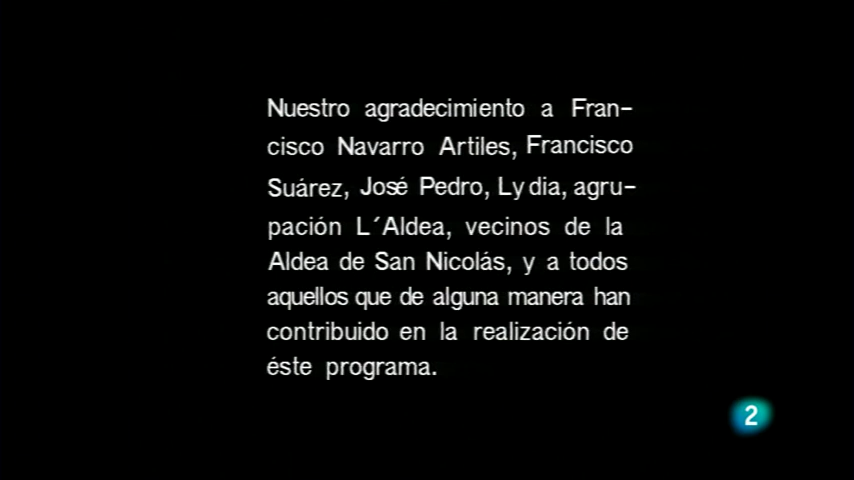 Nuestro agradecimiento a Fran-
cisco Navarro Artiles, Francisco
Suárez, José Pedro, Lydia, agru-
pación L´Aldea, vecinos de la
Aldea de San Nicolás, y a todos
aquellos que de alguna manera han
contribuido en la realización de
éste programa.
2